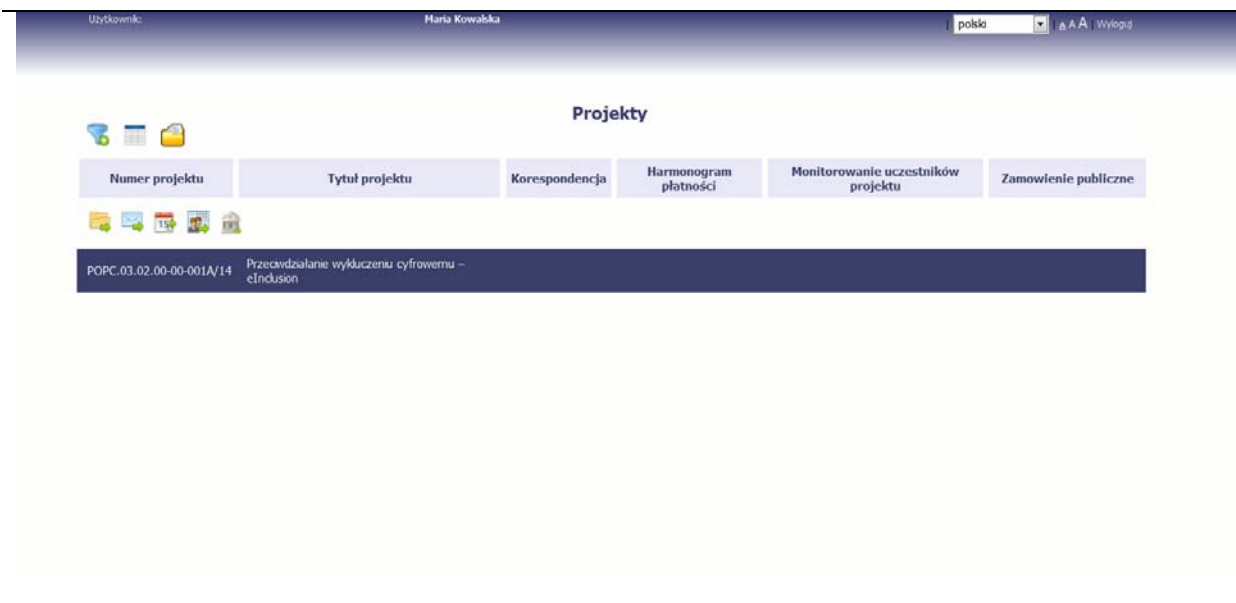 Użytkownik: Maria Kowalska | polski | A A A | Wyloguj
Projekty
Numer projektu Tytuł projektu Korespondencja Harmonogram płatności Monitorowanie uczestników projektu Zamowienie publiczne
15
POPC.03.02.00-00-001A/14 Przeciwdziałanie wykluczeniu cyfrowemu –
eInclusion